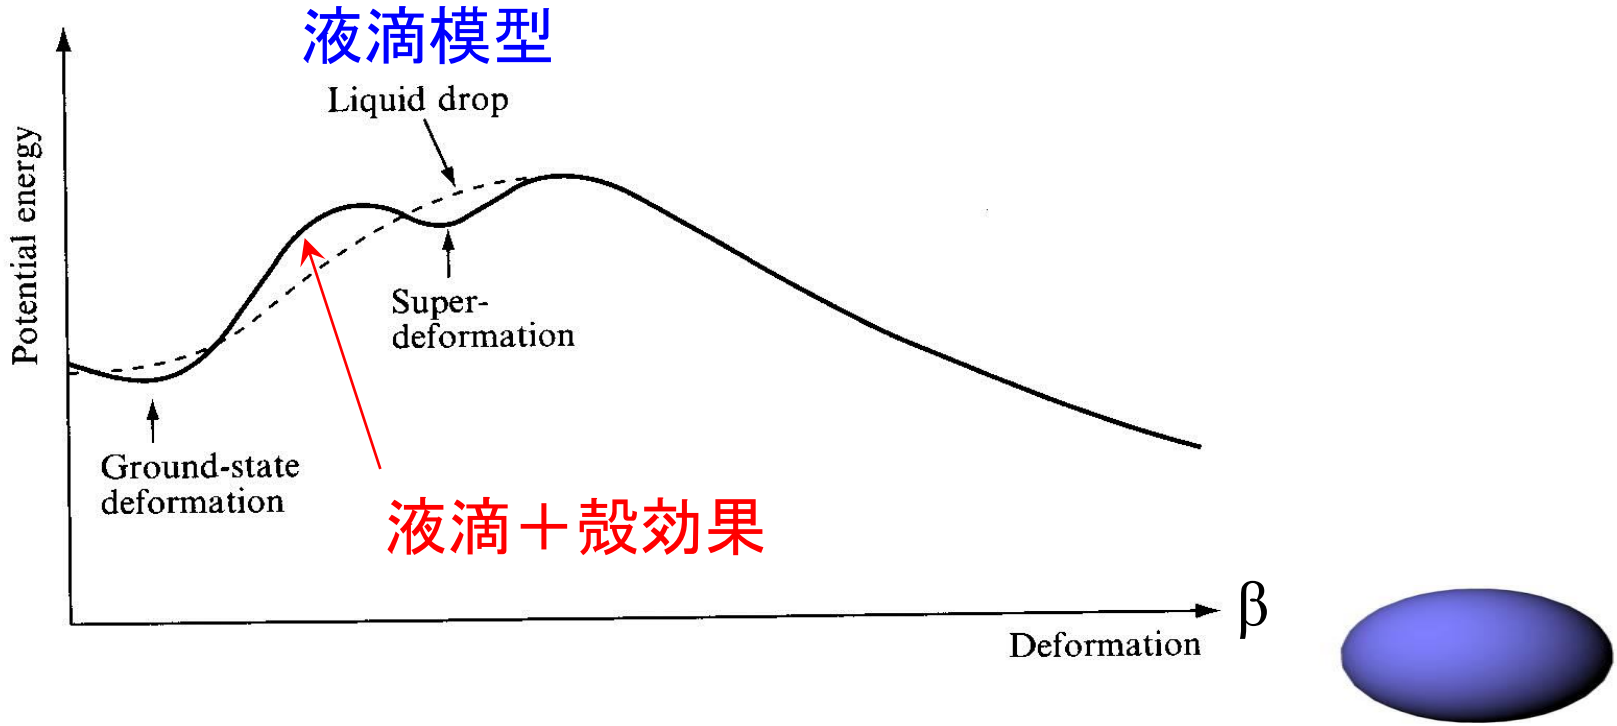 液滴模型
Liquid drop
Potential energy
Super-
deformation
Ground-state
deformation
液滴+殻効果
β
Deformation